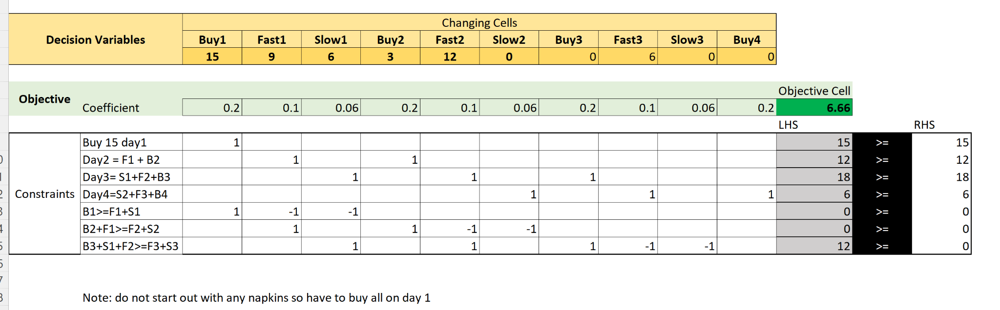 Changing Cells
Decision Variables Buy1 Fast1 Slow1 Buy2 Fast2 Slow2 Buy3 Fast3 Slow3 Buy4
15 9 6 3 12 0 0 6 0 0
Objective Cell
Objective
Coefficient 0.2 0.1 0.06 0.2 0.1 0.06 0.2 0.1 0.06 0.2 6.66
LHS RHS
Buy 15 day1 1 15 >= 15
Day2 = F1 + B2 1 1 12 >= 12
Day3= S1+F2+B3 1 1 1 18 >= 18
Constraints Day4=S2+F3+B4 1 1 1 6 >= 6
B1>=F1+S1 1 -1 -1 0 >= 0
B2+F1>=F2+S2 1 1 -1 -1 0 >= 0
B3+S1+F2>=F3+S3 1 1 1 -1 -1 12 >= 0
Note: do not start out with any napkins so have to buy all on day 1